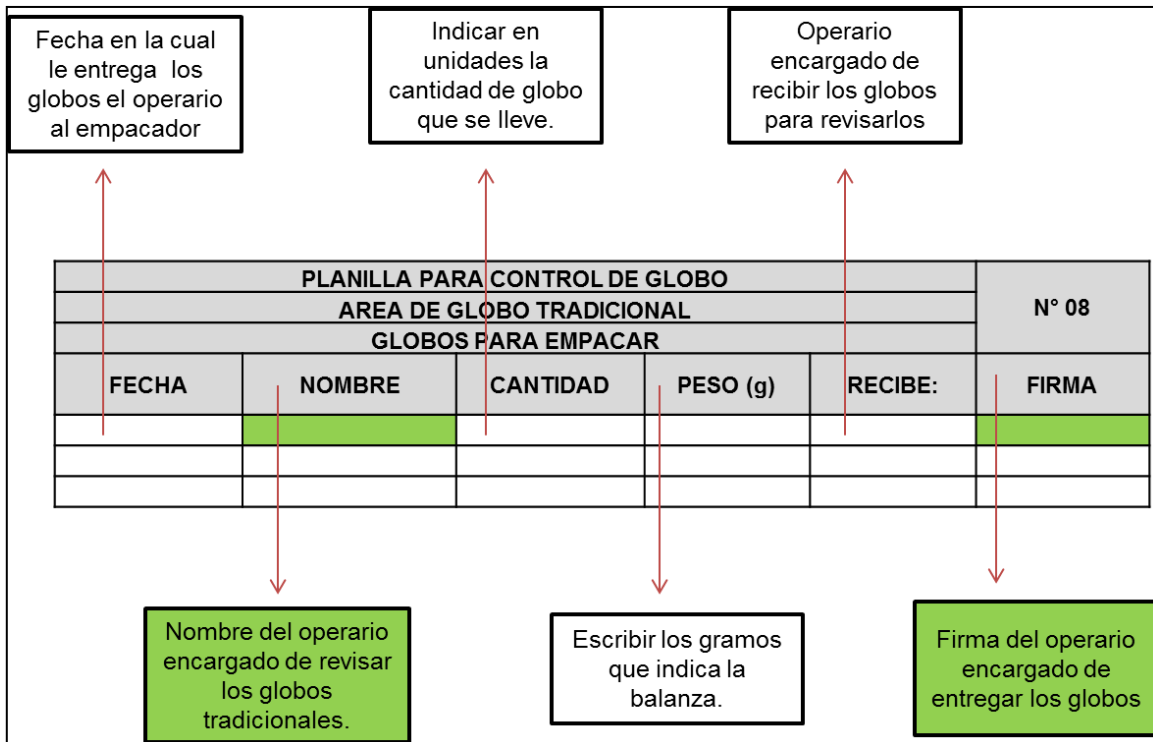 Fecha en la cual
le entrega los
globos el operario
al empacador
Indicar en
unidades la
cantidad de globo
que se lleve.
Operario
encargado de
recibir los globos
para revisarlos
PLANILLA PARA CONTROL DE GLOBO
AREA DE GLOBO TRADICIONAL
GLOBOS PARA EMPACAR
N° 08
FECHA NOMBRE CANTIDAD PESO (g) RECIBE: FIRMA
Nombre del operario
encargado de revisar
los globos
tradicionales.
Escribir los gramos
que indica la
balanza.
Firma del operario
encargado de
entregar los globos